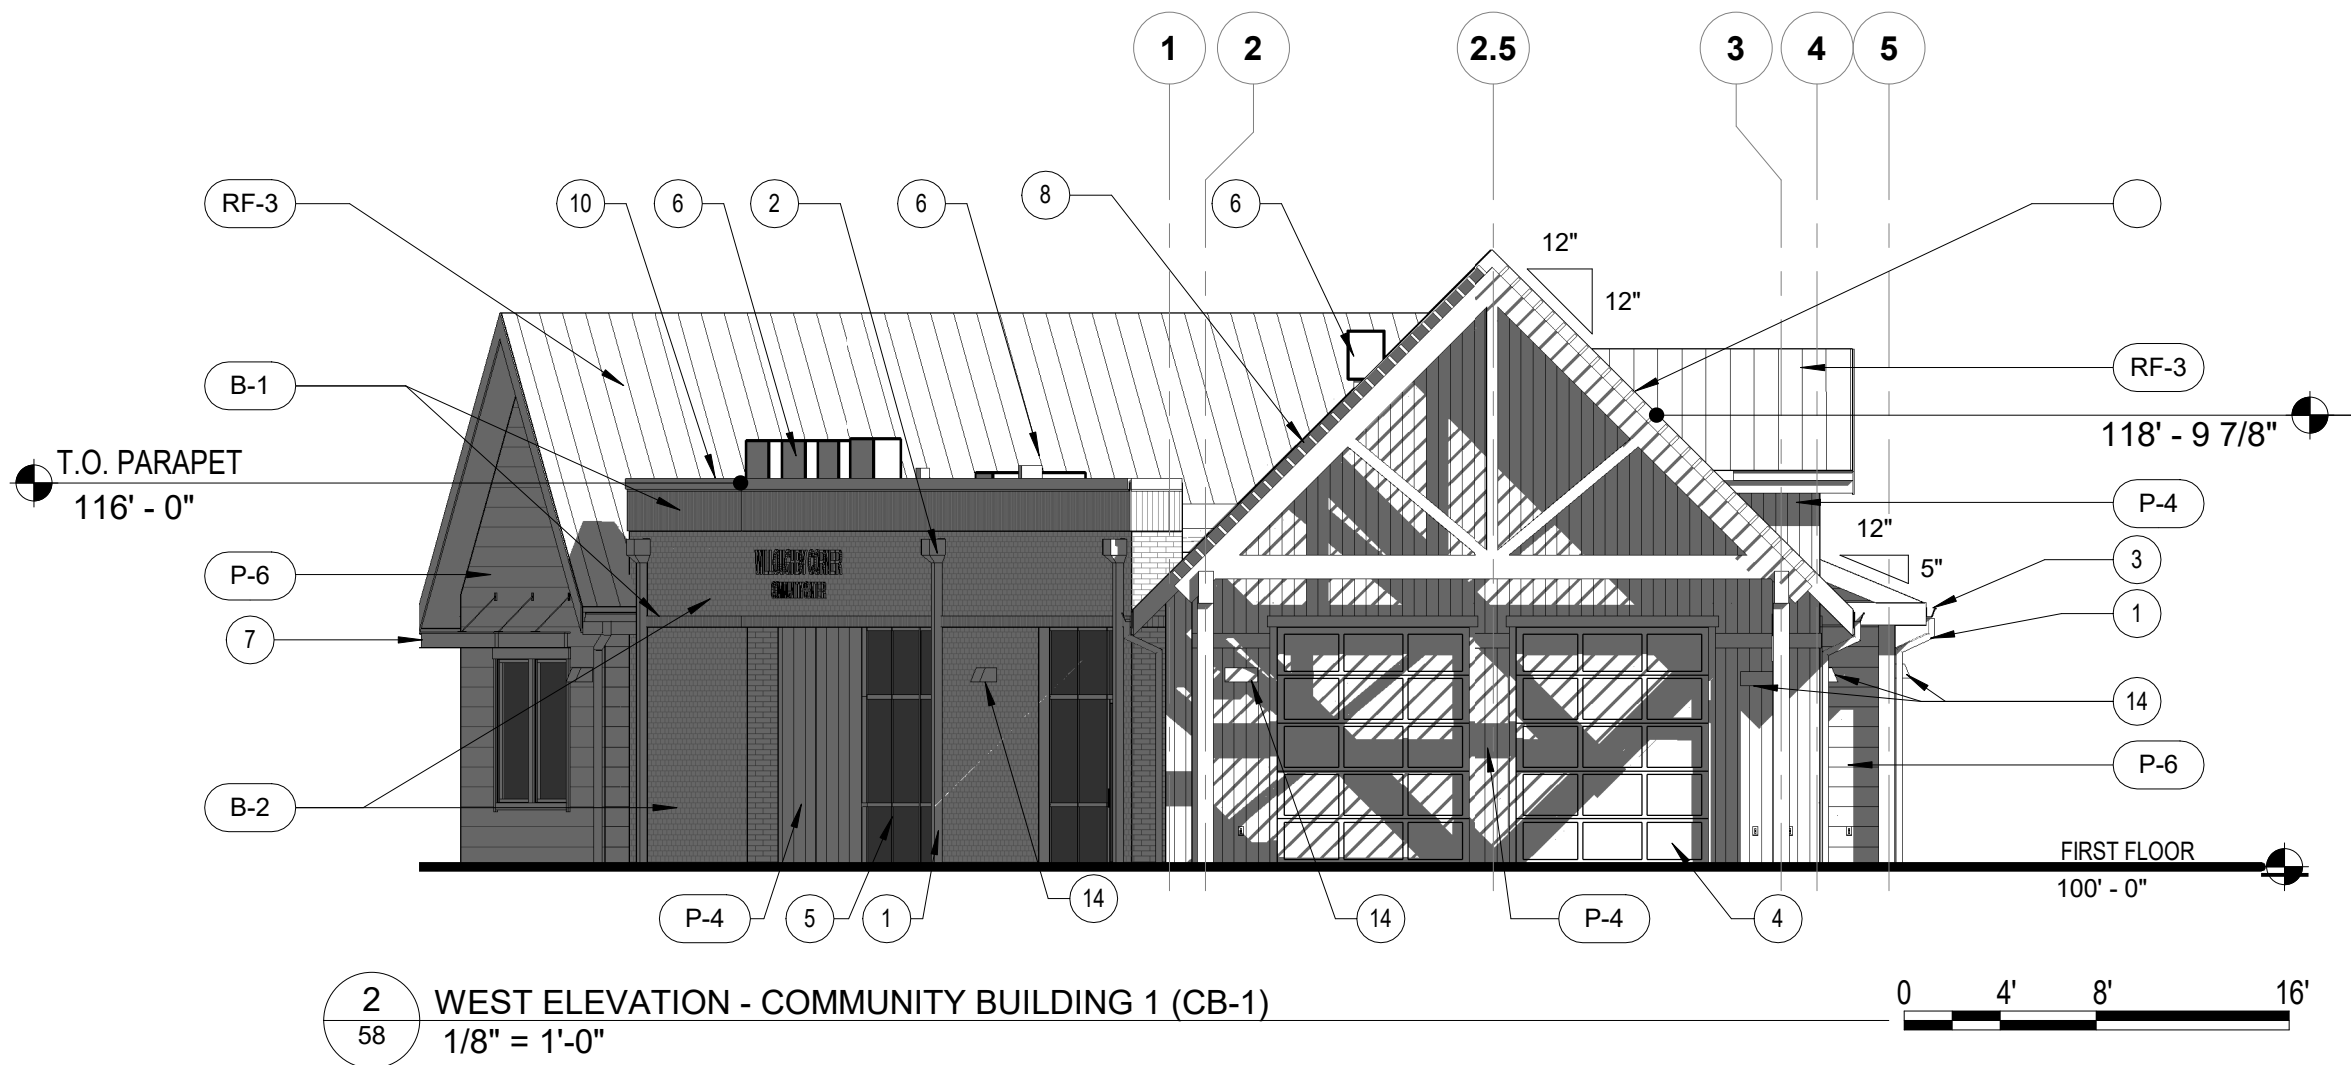 1 2 2.5 3 4 5
RF-3 10 6 2 6 8 6
12"
12"
RF-3
B-1
118' - 9 7/8"
T.O. PARAPET
116' - 0"
P-4
12"
5"
3
WILLOUGHBY CORNER
P-6
1
7
14
P-6
B-2
FIRST FLOOR
100' - 0"
P-4 5 1 14 14 P-4 4
2
58
WEST ELEVATION - COMMUNITY BUILDING 1 (CB-1)
1/8" = 1'-0"
0 4' 8' 16'